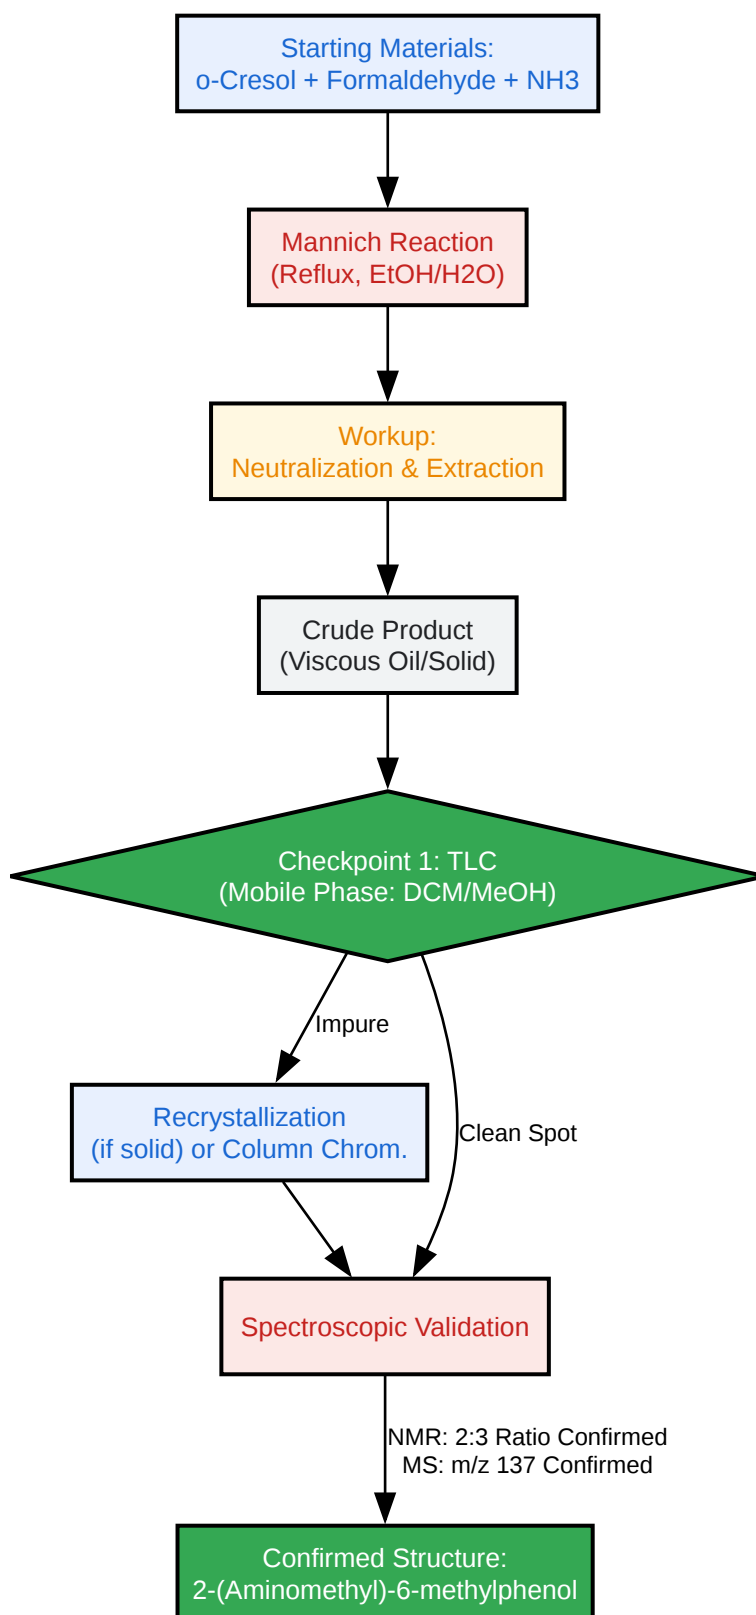 Starting Materials:
o-Cresol + Formaldehyde + NH3
Mannich Reaction
(Reflux, EtOH/H2O)
Workup:
Neutralization & Extraction
Crude Product
(Viscous Oil/Solid)
Checkpoint 1: TLC
(Mobile Phase: DCM/MeOH)
Impure
Recrystallization
(if solid) or Column Chrom.
Clean Spot
Spectroscopic Validation
NMR: 2:3 Ratio Confirmed
MS: m/z 137 Confirmed
Confirmed Structure:
2-(Aminomethyl)-6-methylphenol